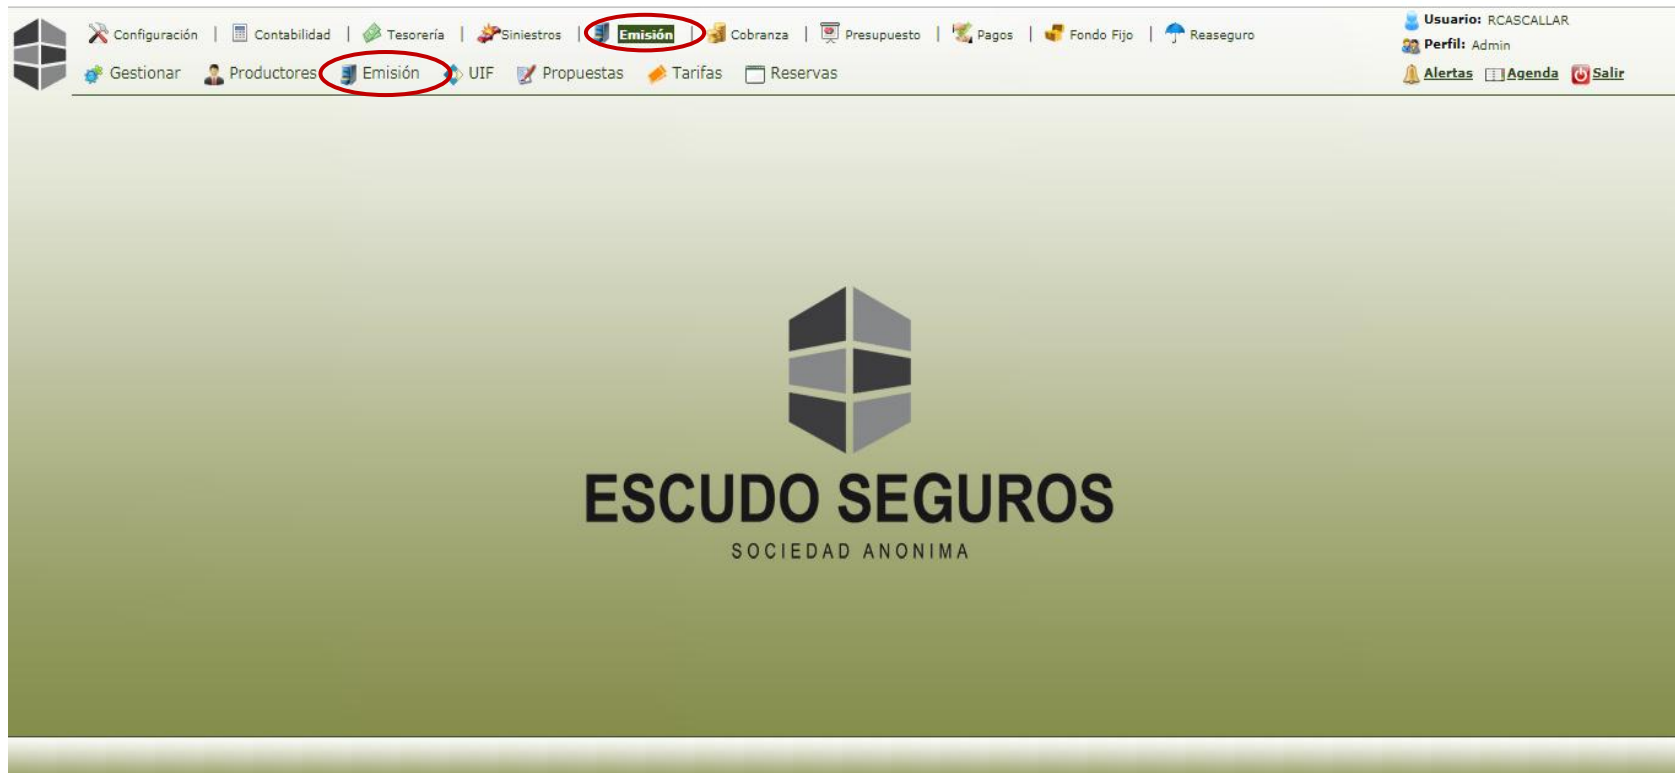 Configuración | Contabilidad | Tesorería | Siniestros | Emisión | Cobranza | Presupuesto | Pagos | Fondo Fijo | Reaseguro
Gestionar Productores Emisión UIF Propuestas Tarifas Reservas
Usuario: RCASCALLAR
Perfil: Admin
Alertas Agenda Salir
ESCUDO SEGUROS
SOCIEDAD ANONIMA